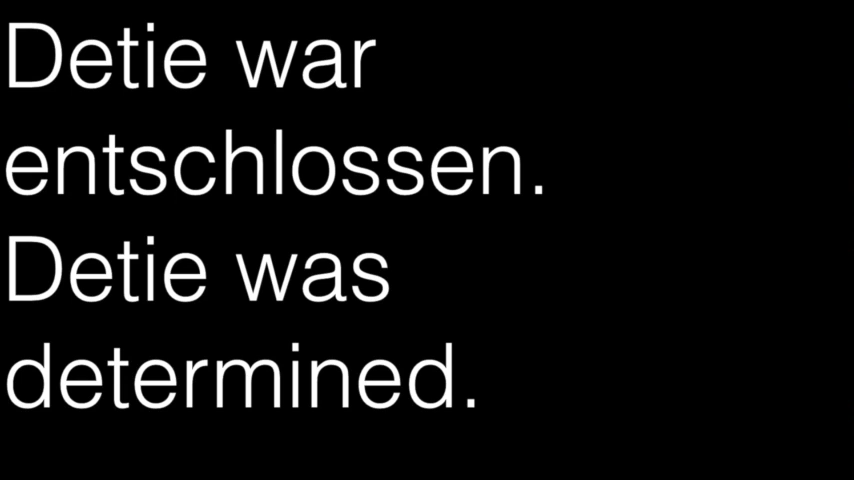 Detie war
entschlossen.
Detie was
determined.